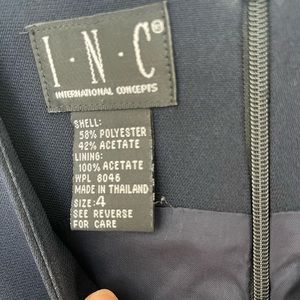 I·N·C®
INTERNATIONAL CONCEPTS
SHELL:
58% POLYESTER
42% ACETATE
LINING:
100% ACETATE
WPL 8046
MADE IN THAILAND
SIZE: 4
SEE REVERSE
FOR CARE